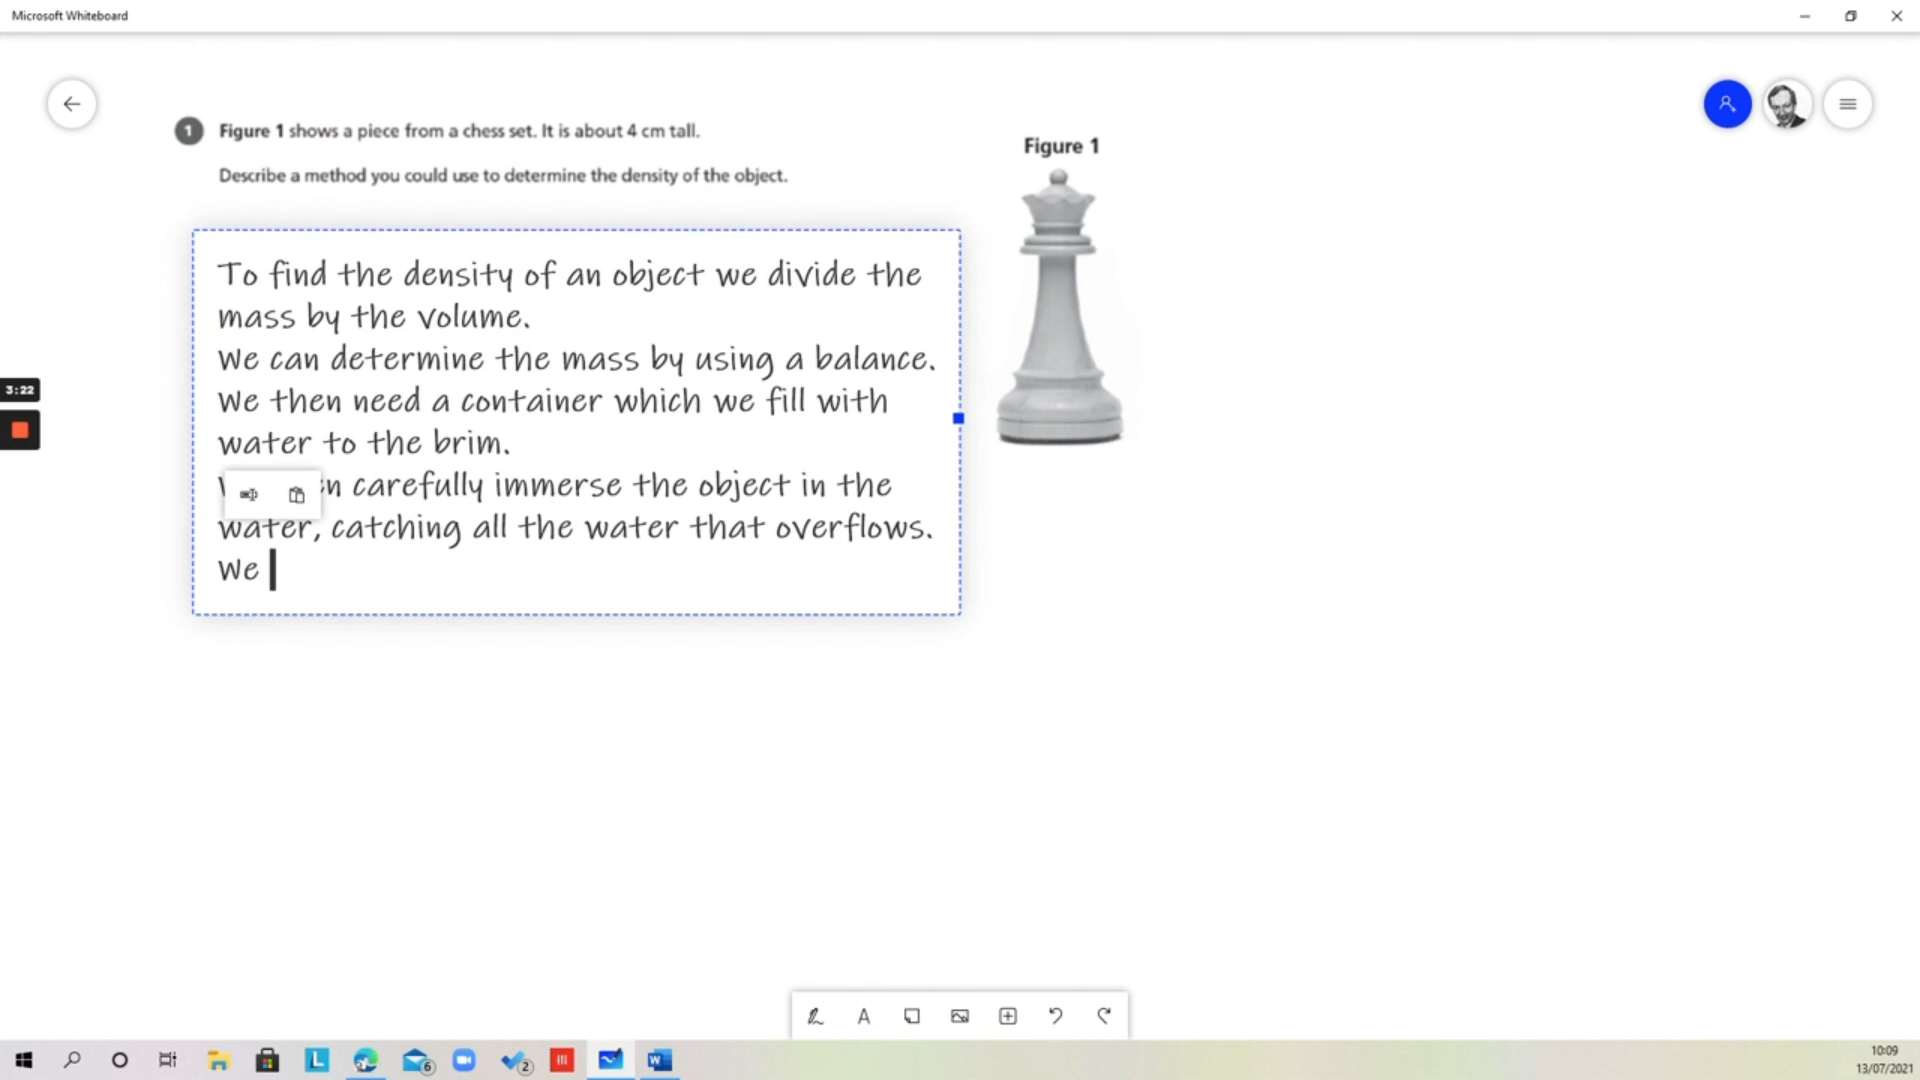 Microsoft Whiteboard
1 Figure 1 shows a piece from a chess set. It is about 4 cm tall.
Describe a method you could use to determine the density of the object.
Figure 1
To find the density of an object we divide the
mass by the volume.
We can determine the mass by using a balance.
We then need a container which we fill with
water to the brim.
carefully immerse the object in the
water, catching all the water that overflows.
We
3:22
A
L
6
2
W
10:09
13/07/2021